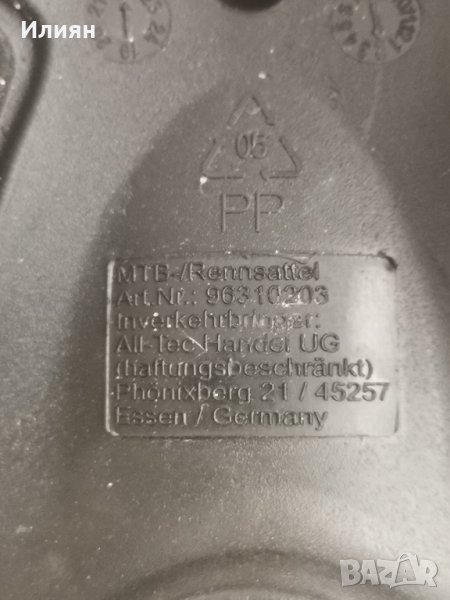 Илиян
05
PP
MTB-/Rennsattel
Art.Nr.: 96310203
Inverkehrbringer:
All-Tec Handel UG
(haftungsbeschränkt)
Phönixberg 21 / 45257
Essen / Germany
BAZAR